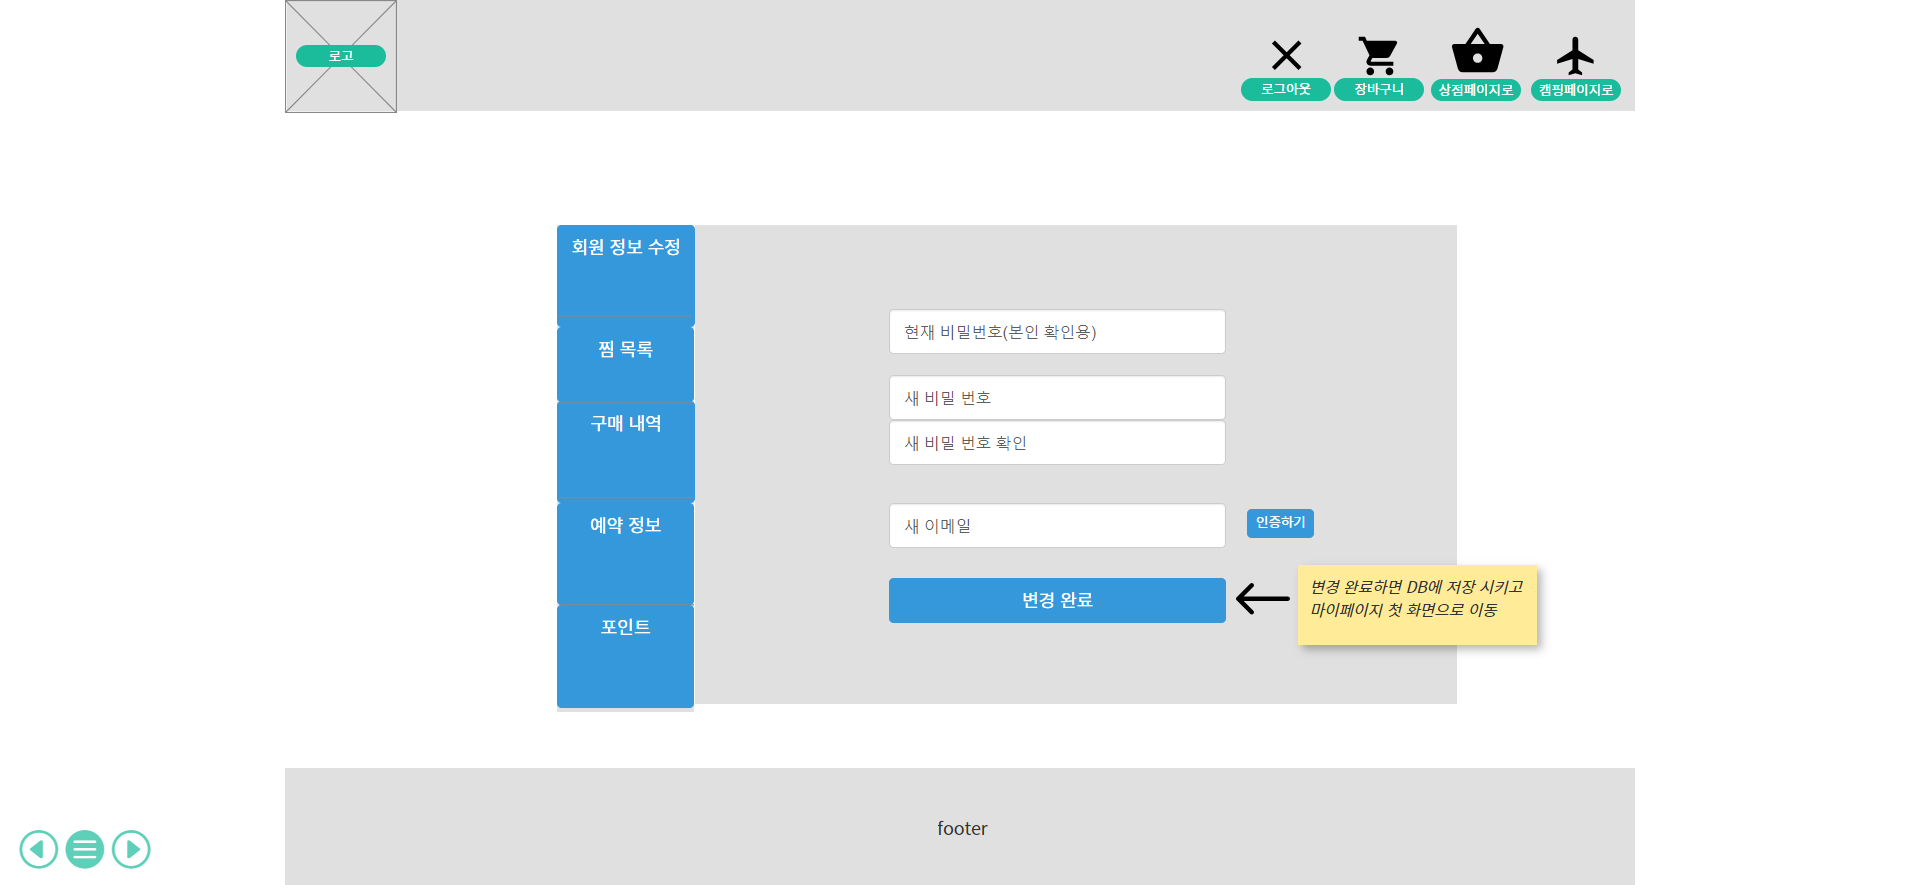 로고
로그아웃
장바구니
상점페이지로
캠핑페이지로
회원 정보 수정
찜 목록
구매 내역
예약 정보
포인트
현재 비밀번호(본인 확인용)
새 비밀 번호
새 비밀 번호 확인
새 이메일
인증하기
변경 완료
변경 완료하면 DB에 저장 시키고
마이페이지 첫 화면으로 이동
footer